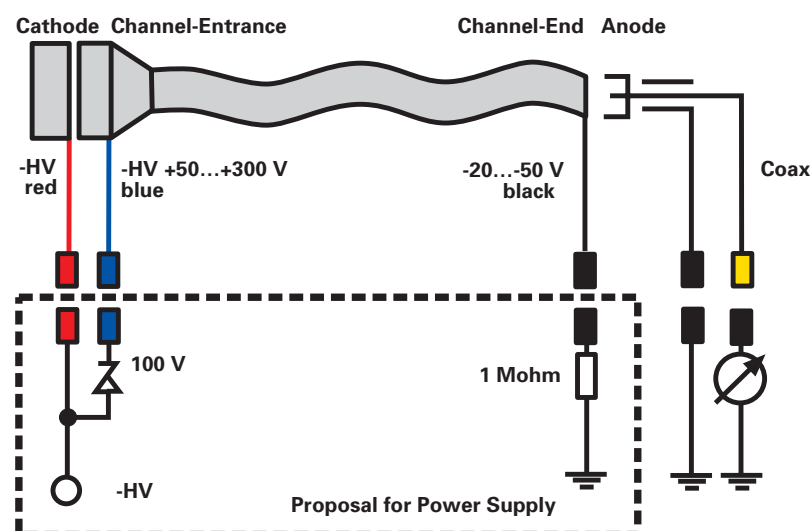 Cathode Channel-Entrance Channel-End Anode
-HV
red
-HV +50...+300 V
blue
-20...-50 V
black
Coax
100 V
1 Mohm
-HV
Proposal for Power Supply